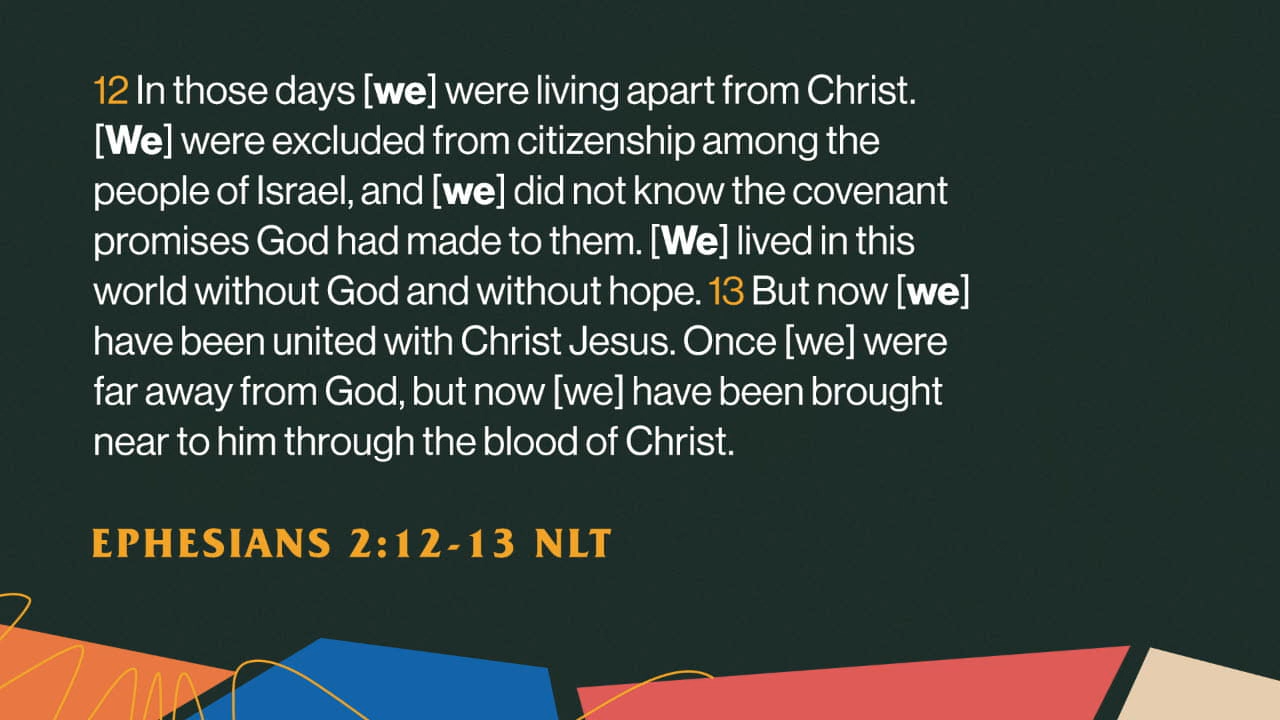 12 In those days [we] were living apart from Christ.
[We] were excluded from citizenship among the
people of Israel, and [we] did not know the covenant
promises God had made to them. [We] lived in this
world without God and without hope. 13 But now [we]
have been united with Christ Jesus. Once [we] were
far away from God, but now [we] have been brought
near to him through the blood of Christ.
EPHESIANS 2:12-13 NLT